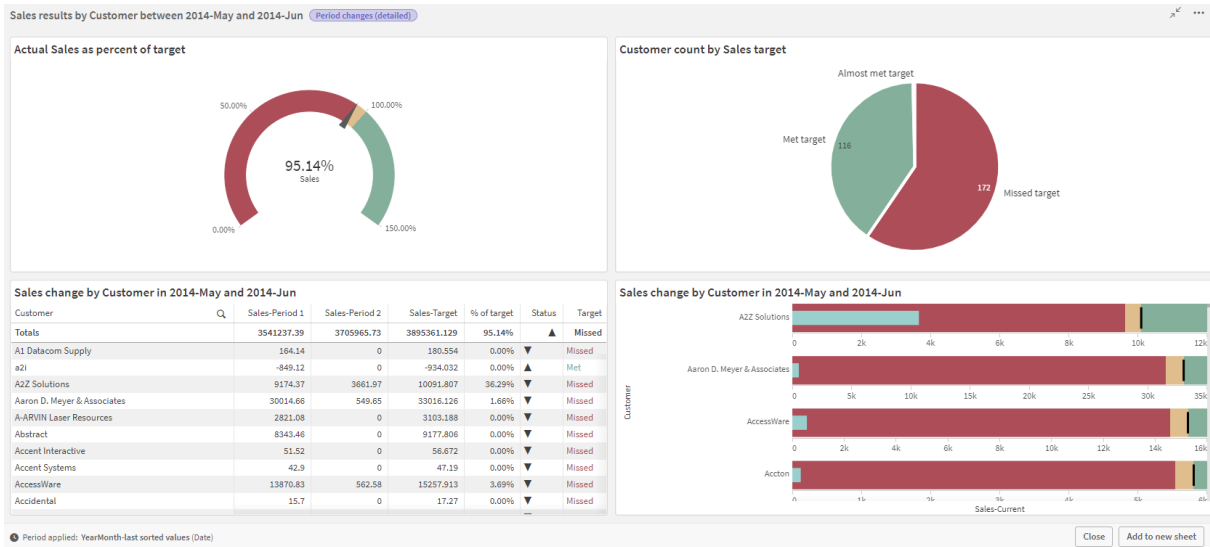 Sales results by Customer between 2014-May and 2014-Jun Period changes (detailed)
Actual Sales as percent of target
50.00%
100.00%
95.14%
Sales
0.00%
150.00%
Customer count by Sales target
Almost met target
Met target
116
172
Missed target
Sales change by Customer in 2014-May and 2014-Jun
Customer Sales-Period 1 Sales-Period 2 Sales-Target % of target Status Target
Totals 3541237.39 3705965.73 3895361.129 95.14% ▲ Missed
A1 Datacom Supply 164.14 0 180.554 0.00% ▼ Missed
a2i -849.12 0 -934.032 0.00% ▲ Met
A2Z Solutions 9174.37 3661.97 10091.807 36.29% ▼ Missed
Aaron D. Meyer & Associates 30014.66 549.65 33016.126 1.66% ▼ Missed
A-ARVIN Laser Resources 2821.08 0 3103.188 0.00% ▼ Missed
Abstract 8343.46 0 9177.806 0.00% ▼ Missed
Accent Interactive 51.52 0 56.672 0.00% ▼ Missed
Accent Systems 42.9 0 47.19 0.00% ▼ Missed
AccessWare 13870.83 562.58 15257.913 3.69% ▼ Missed
Accidental 15.7 0 17.27 0.00% ▼ Missed
Sales change by Customer in 2014-May and 2014-Jun
Customer
A2Z Solutions
0 2k 4k 6k 8k 10k 12k
Aaron D. Meyer & Associates
0 5k 10k 15k 20k 25k 30k 35k
AccessWare
0 2k 4k 6k 8k 10k 12k 14k 16k
Accton
0 1k 2k 3k 4k 5k 6k
Sales-Current
Period applied: YearMonth-last sorted values (Date)
Close
Add to new sheet